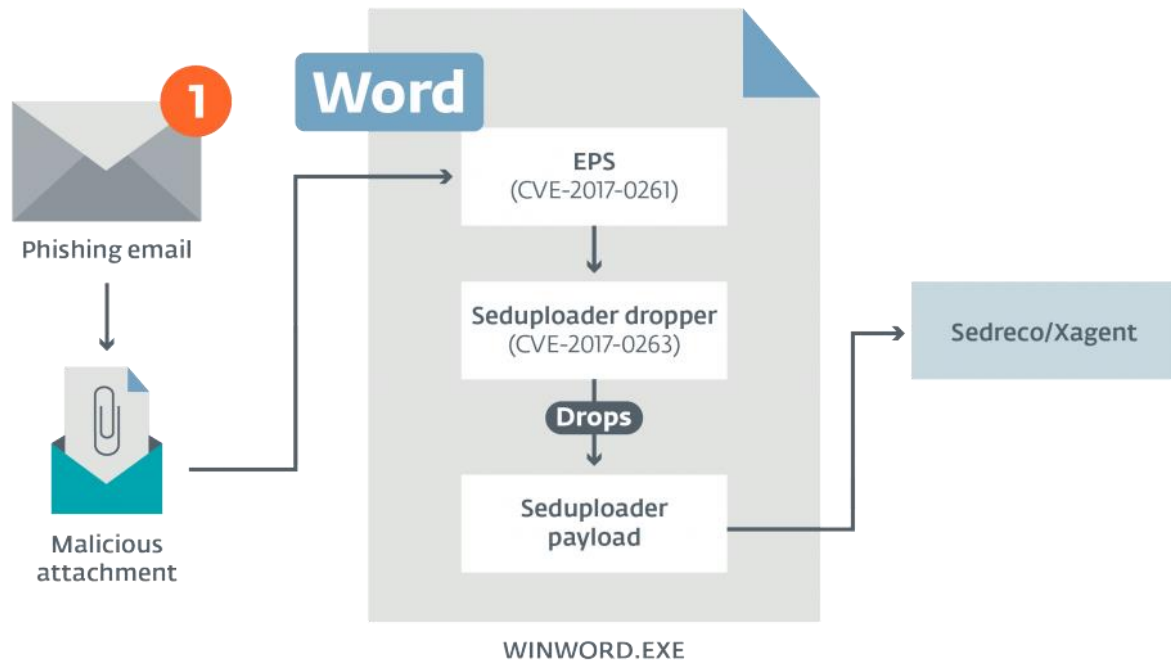 1
Phishing email
Malicious
attachment
Word
EPS
(CVE-2017-0261)
Seduploader dropper
(CVE-2017-0263)
Drops
Seduploader
payload
WINWORD.EXE
Sedreco/Xagent